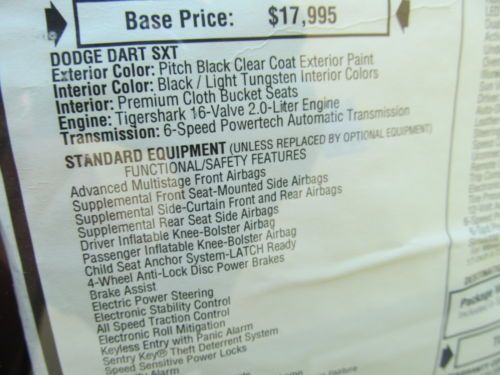 Base Price: $17,995
DODGE DART SXT
Exterior Color: Pitch Black Clear Coat Exterior Paint
Interior Color: Black / Light Tungsten Interior Colors
Interior: Premium Cloth Bucket Seats
Engine: Tigershark 16-Valve 2.0-Liter Engine
Transmission: 6-Speed Powertech Automatic Transmission
STANDARD EQUIPMENT (UNLESS REPLACED BY OPTIONAL EQUIPMENT)
FUNCTIONAL/SAFETY FEATURES
Advanced Multistage Front Airbags
Supplemental Front Seat-Mounted Side Airbags
Supplemental Side-Curtain Front and Rear Airbags
Supplemental Rear Seat Side Airbags
Driver Inflatable Knee-Bolster Airbag
Passenger Inflatable Knee-Bolster Airbag
Child Seat Anchor System-LATCH Ready
4-Wheel Anti-Lock Disc Power Brakes
Brake Assist
Electric Power Steering
Electronic Stability Control
All Speed Traction Control
Electronic Roll Mitigation
Keyless Entry with Panic Alarm
Sentry Key® Theft Deterrent System
Speed Sensitive Power Locks
Alarm